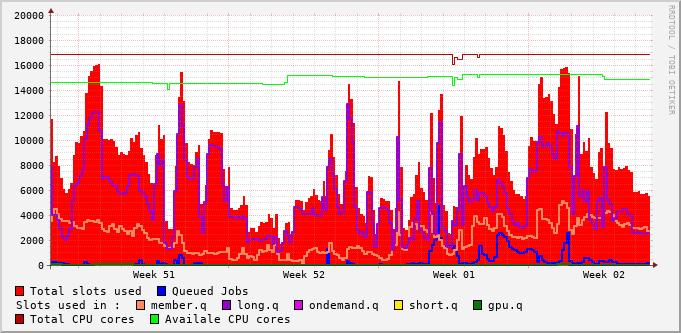 20000
18000
16000
14000
12000
10000
8000
6000
4000
2000
0
Week 51 Week 52 Week 01 Week 02
RRDTOOL / TOBI OETIKER
Total slots used Queued Jobs
Slots used in : member.q long.q ondemand.q short.q gpu.q
Total CPU cores Availale CPU cores